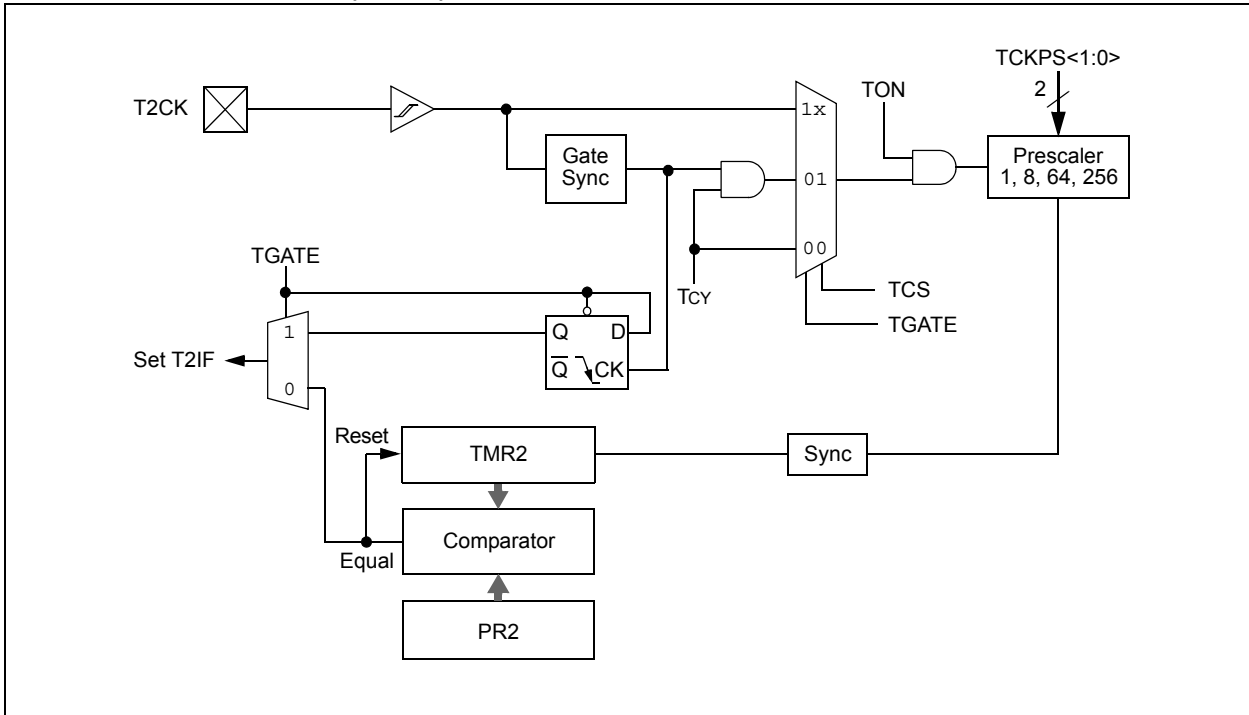 TCKPS<1:0>
2
T2CK
TON
1x
Gate
Sync
Prescaler
1, 8, 64, 256
01
TGATE
00
TCY
TCS
TGATE
1
Q
D
Set T2IF
Q
CK
0
Reset
TMR2
Sync
Comparator
Equal
PR2